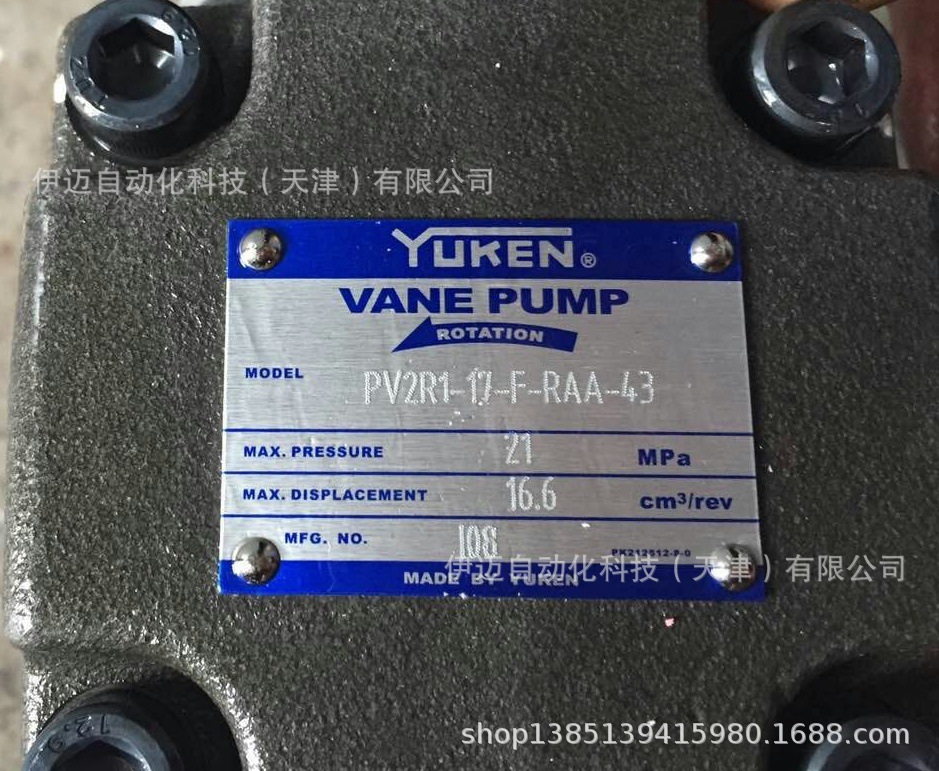 伊迈自动化科技（天津）有限公司
YUKEN®
VANE PUMP
ROTATION
MODEL PV2R1-17-F-RAA-43
MAX. PRESSURE 21 MPa
MAX. DISPLACEMENT 16.6 cm³/rev
MFG. NO.
伊迈自动化科技（天津）有限公司
MADE BY YUKEN
12.9
shop1385139415980.1688.com